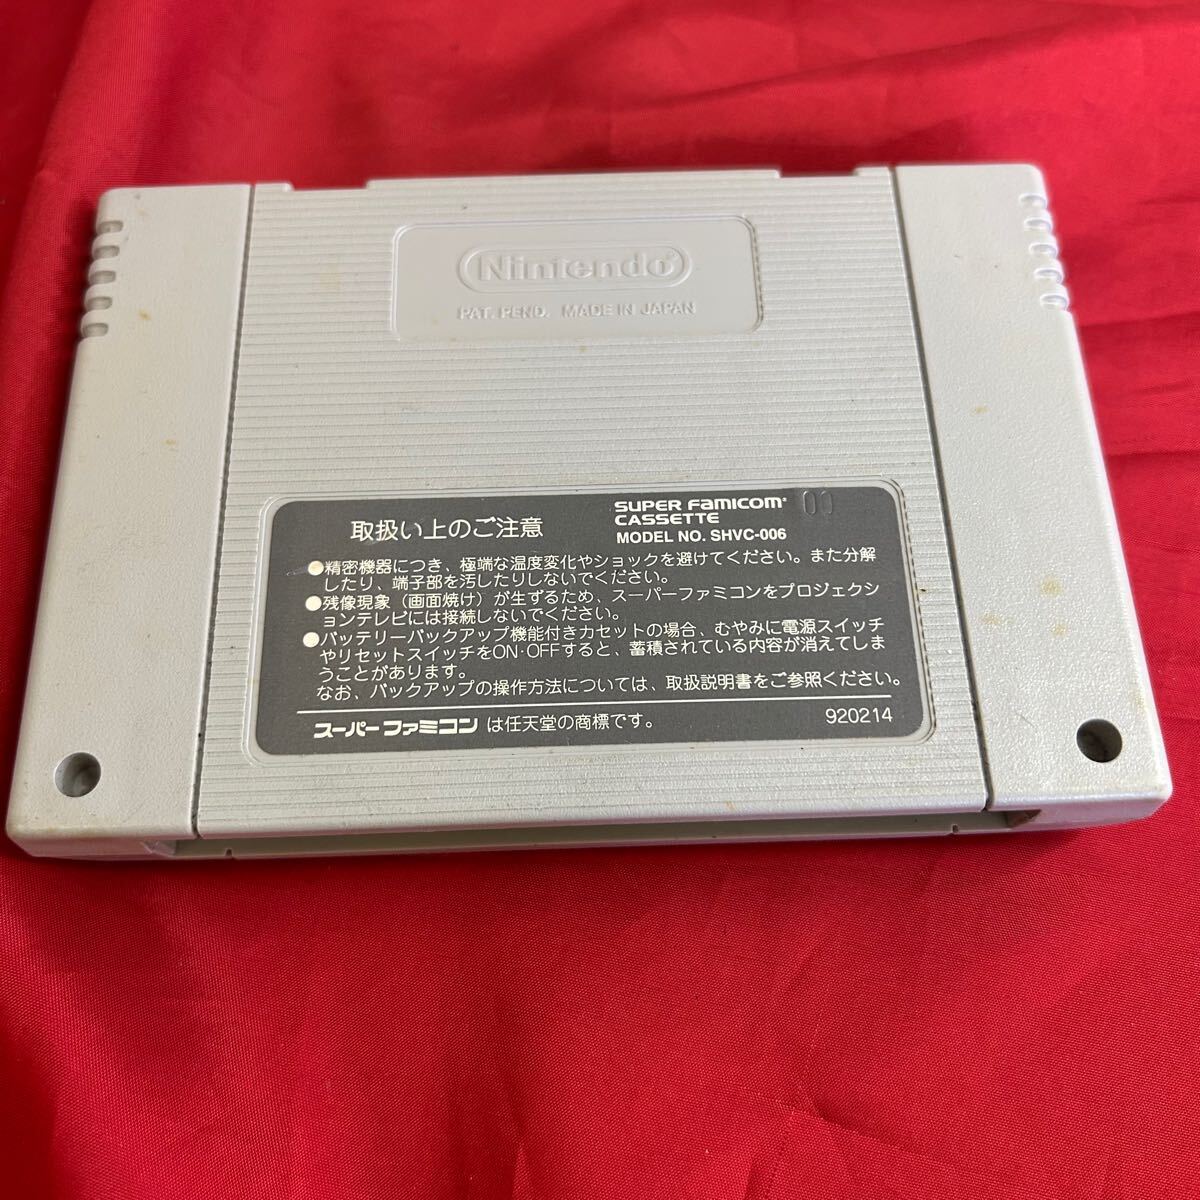 Nintendo
PAT. PEND. MADE IN JAPAN
取扱い上のご注意
SUPER FAMICOM
CASSETTE
MODEL NO. SHVC-006
00
●精密機器につき、極端な温度変化やショックを避けてください。また分解
したり、端子部を汚したりしないでください。
●残像現象（画面焼け）が生ずるため、スーパーファミコンをプロジェクシ
ョンテレビには接続しないでください。
●バッテリーバックアップ機能付きカセットの場合、むやみに電源スイッチ
やリセットスイッチをON·OFFすると、蓄積されている内容が消えてしま
うことがあります。
なお、バックアップの操作方法については、取扱説明書をご参照ください。
スーパーファミコン は任天堂の商標です。
920214